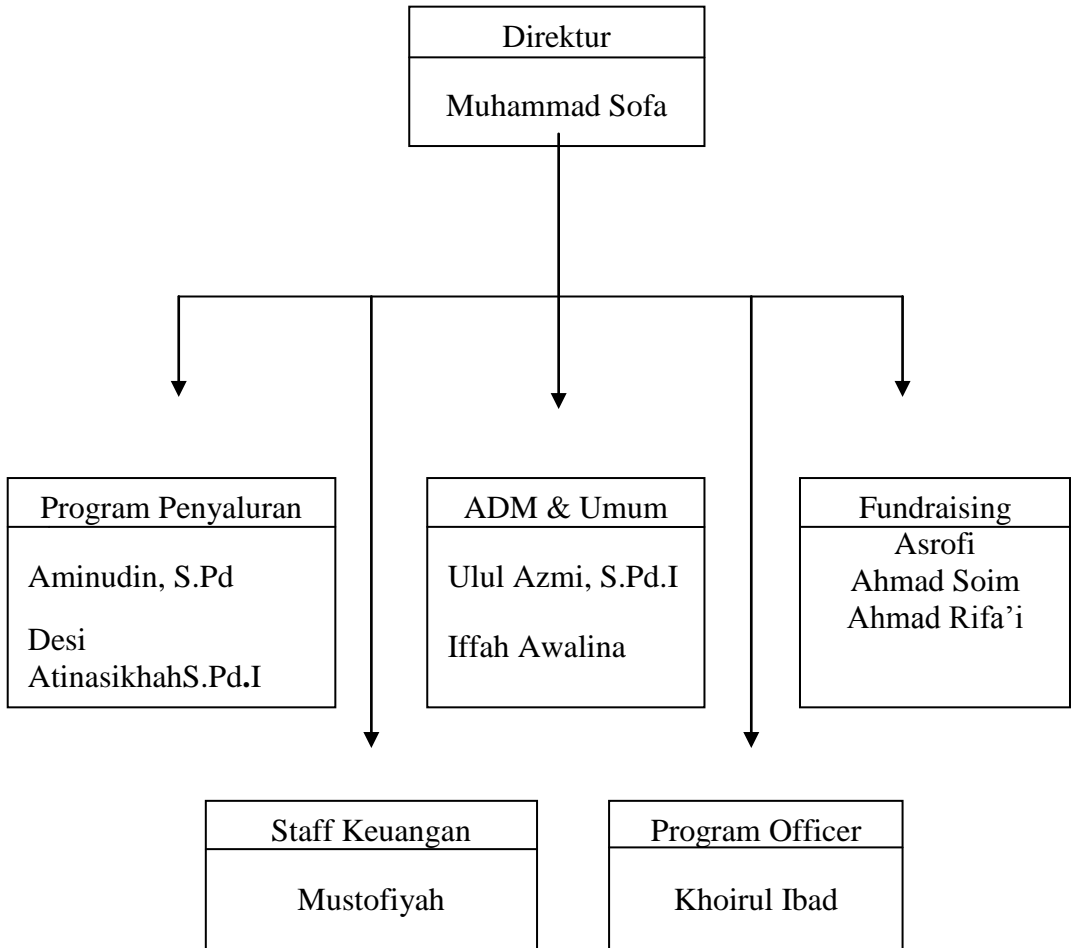 Direktur
Muhammad Sofa
Program Penyaluran
Aminudin, S.Pd
Desi
AtinasikhahS.Pd.I
ADM & Umum
Ulul Azmi, S.Pd.I
Iffah Awalina
Fundraising
Asrofi
Ahmad Soim
Ahmad Rifa’i
Staff Keuangan
Mustofiyah
Program Officer
Khoirul Ibad